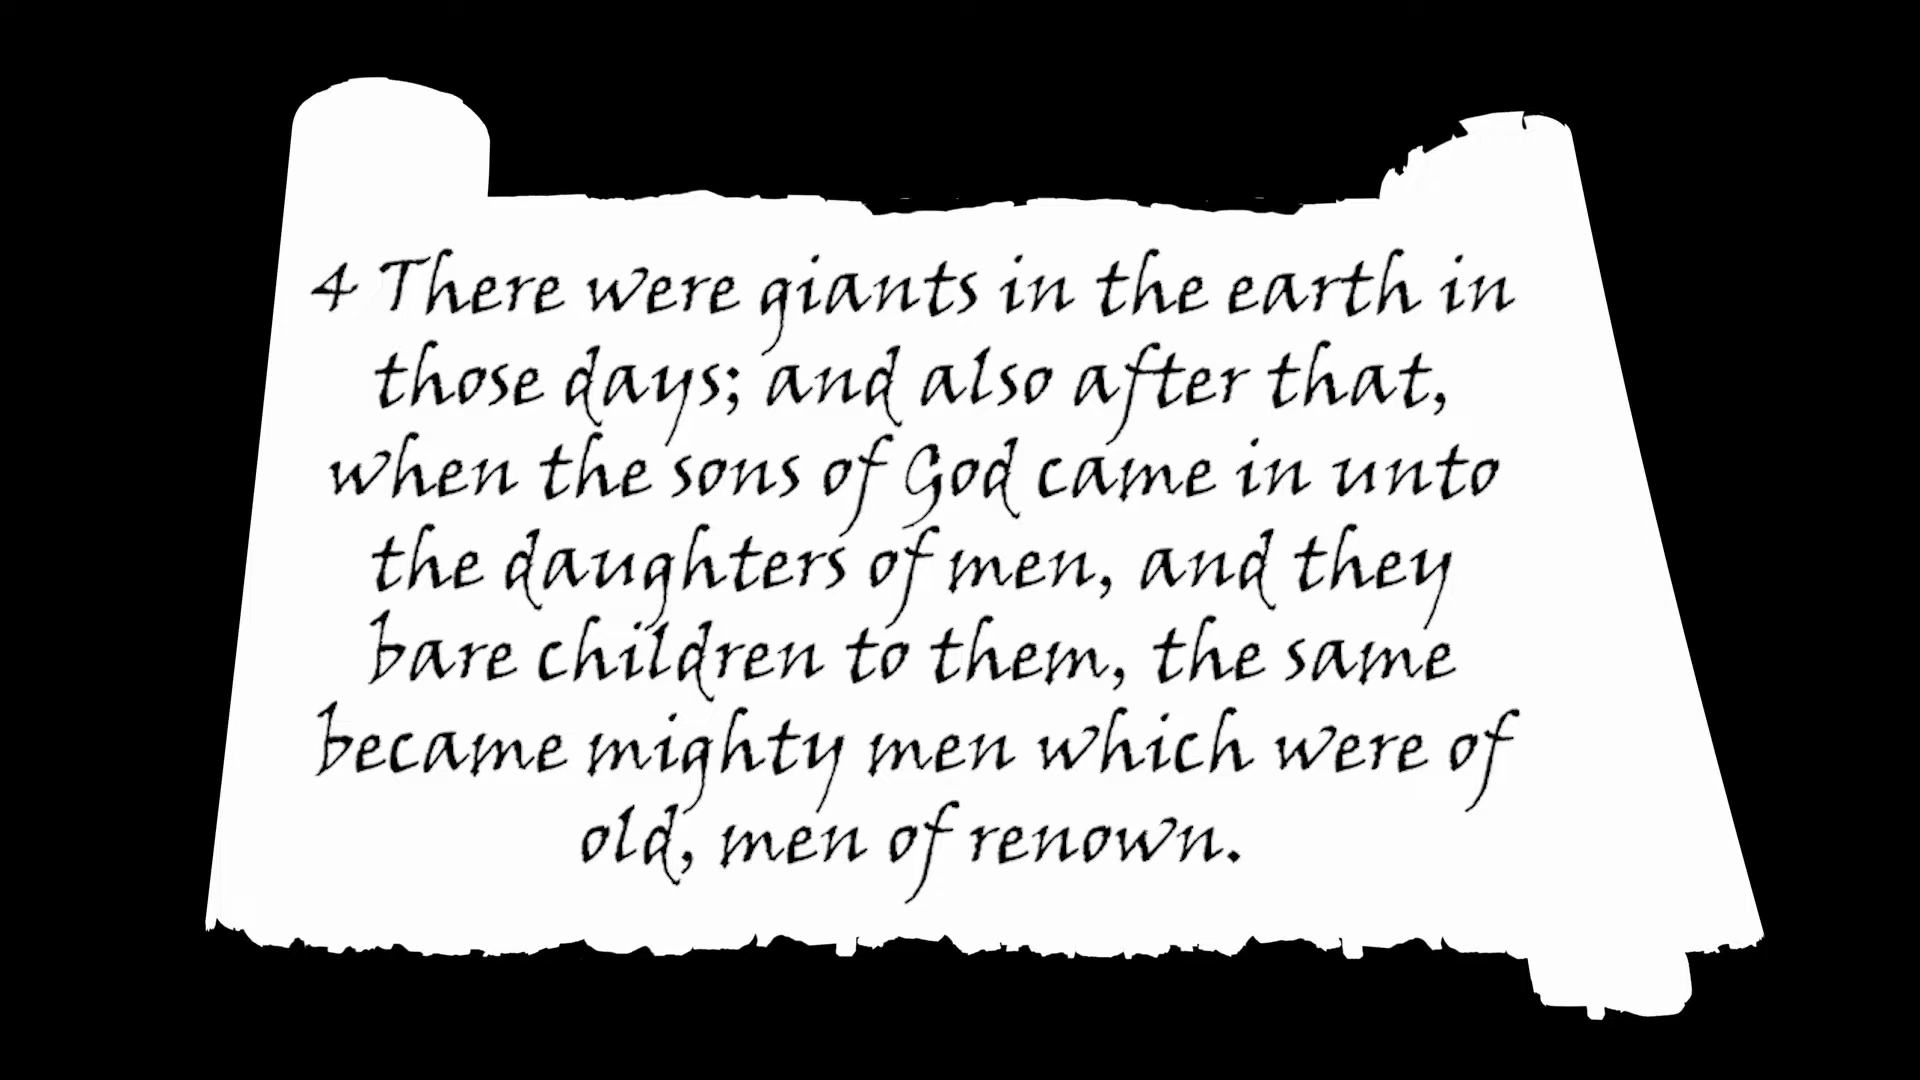 4 There were giants in the earth in
those days; and also after that,
when the sons of God came in unto
the daughters of men, and they
bare children to them, the same
became mighty men which were of
old, men of renown.